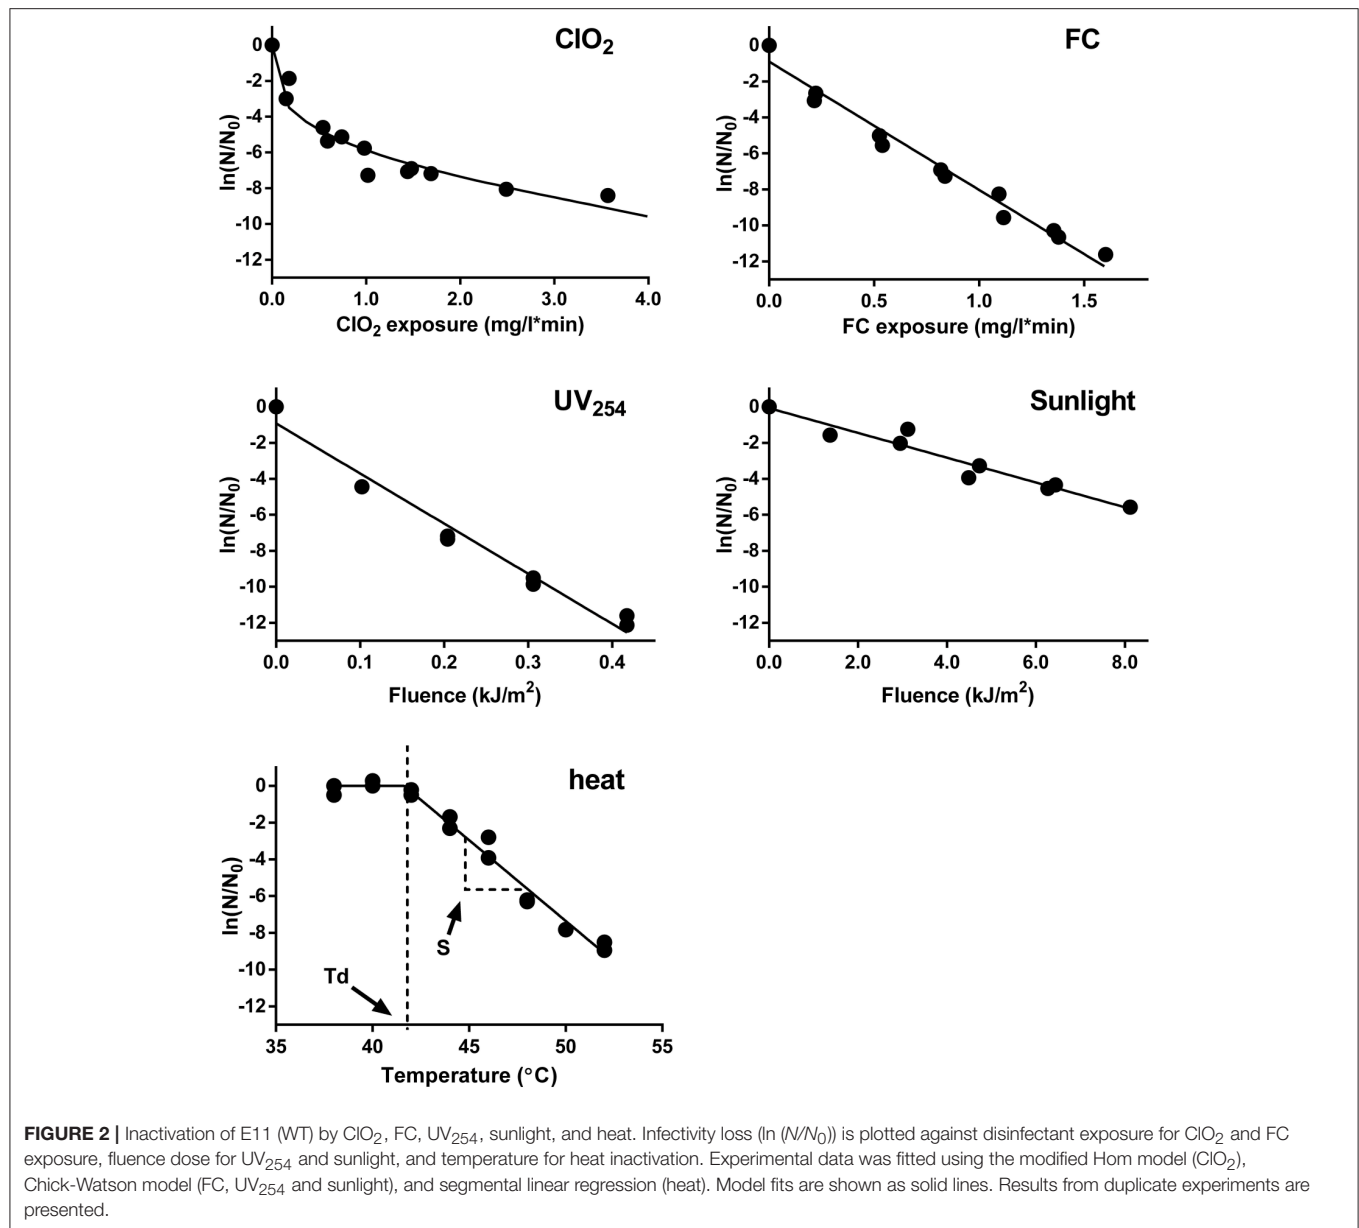 ClO2
0
-2
-4
-6
-8
-10
-12
ln(N/N0)
0.0 1.0 2.0 3.0 4.0
ClO2 exposure (mg/l*min)
FC
0
-2
-4
-6
-8
-10
-12
ln(N/N0)
0.0 0.5 1.0 1.5
FC exposure (mg/l*min)
UV254
0
-2
-4
-6
-8
-10
-12
ln(N/N0)
0.0 0.1 0.2 0.3 0.4
Fluence (kJ/m2)
Sunlight
0
-2
-4
-6
-8
-10
-12
ln(N/N0)
0.0 2.0 4.0 6.0 8.0
Fluence (kJ/m2)
heat
0
-2
-4
-6
-8
-10
-12
ln(N/N0)
S
Td
35 40 45 50 55
Temperature (°C)
FIGURE 2 | Inactivation of E11 (WT) by ClO2, FC, UV254, sunlight, and heat. Infectivity loss (ln (N/N0)) is plotted against disinfectant exposure for ClO2 and FC
exposure, fluence dose for UV254 and sunlight, and temperature for heat inactivation. Experimental data was fitted using the modified Hom model (ClO2),
Chick-Watson model (FC, UV254 and sunlight), and segmental linear regression (heat). Model fits are shown as solid lines. Results from duplicate experiments are
presented.